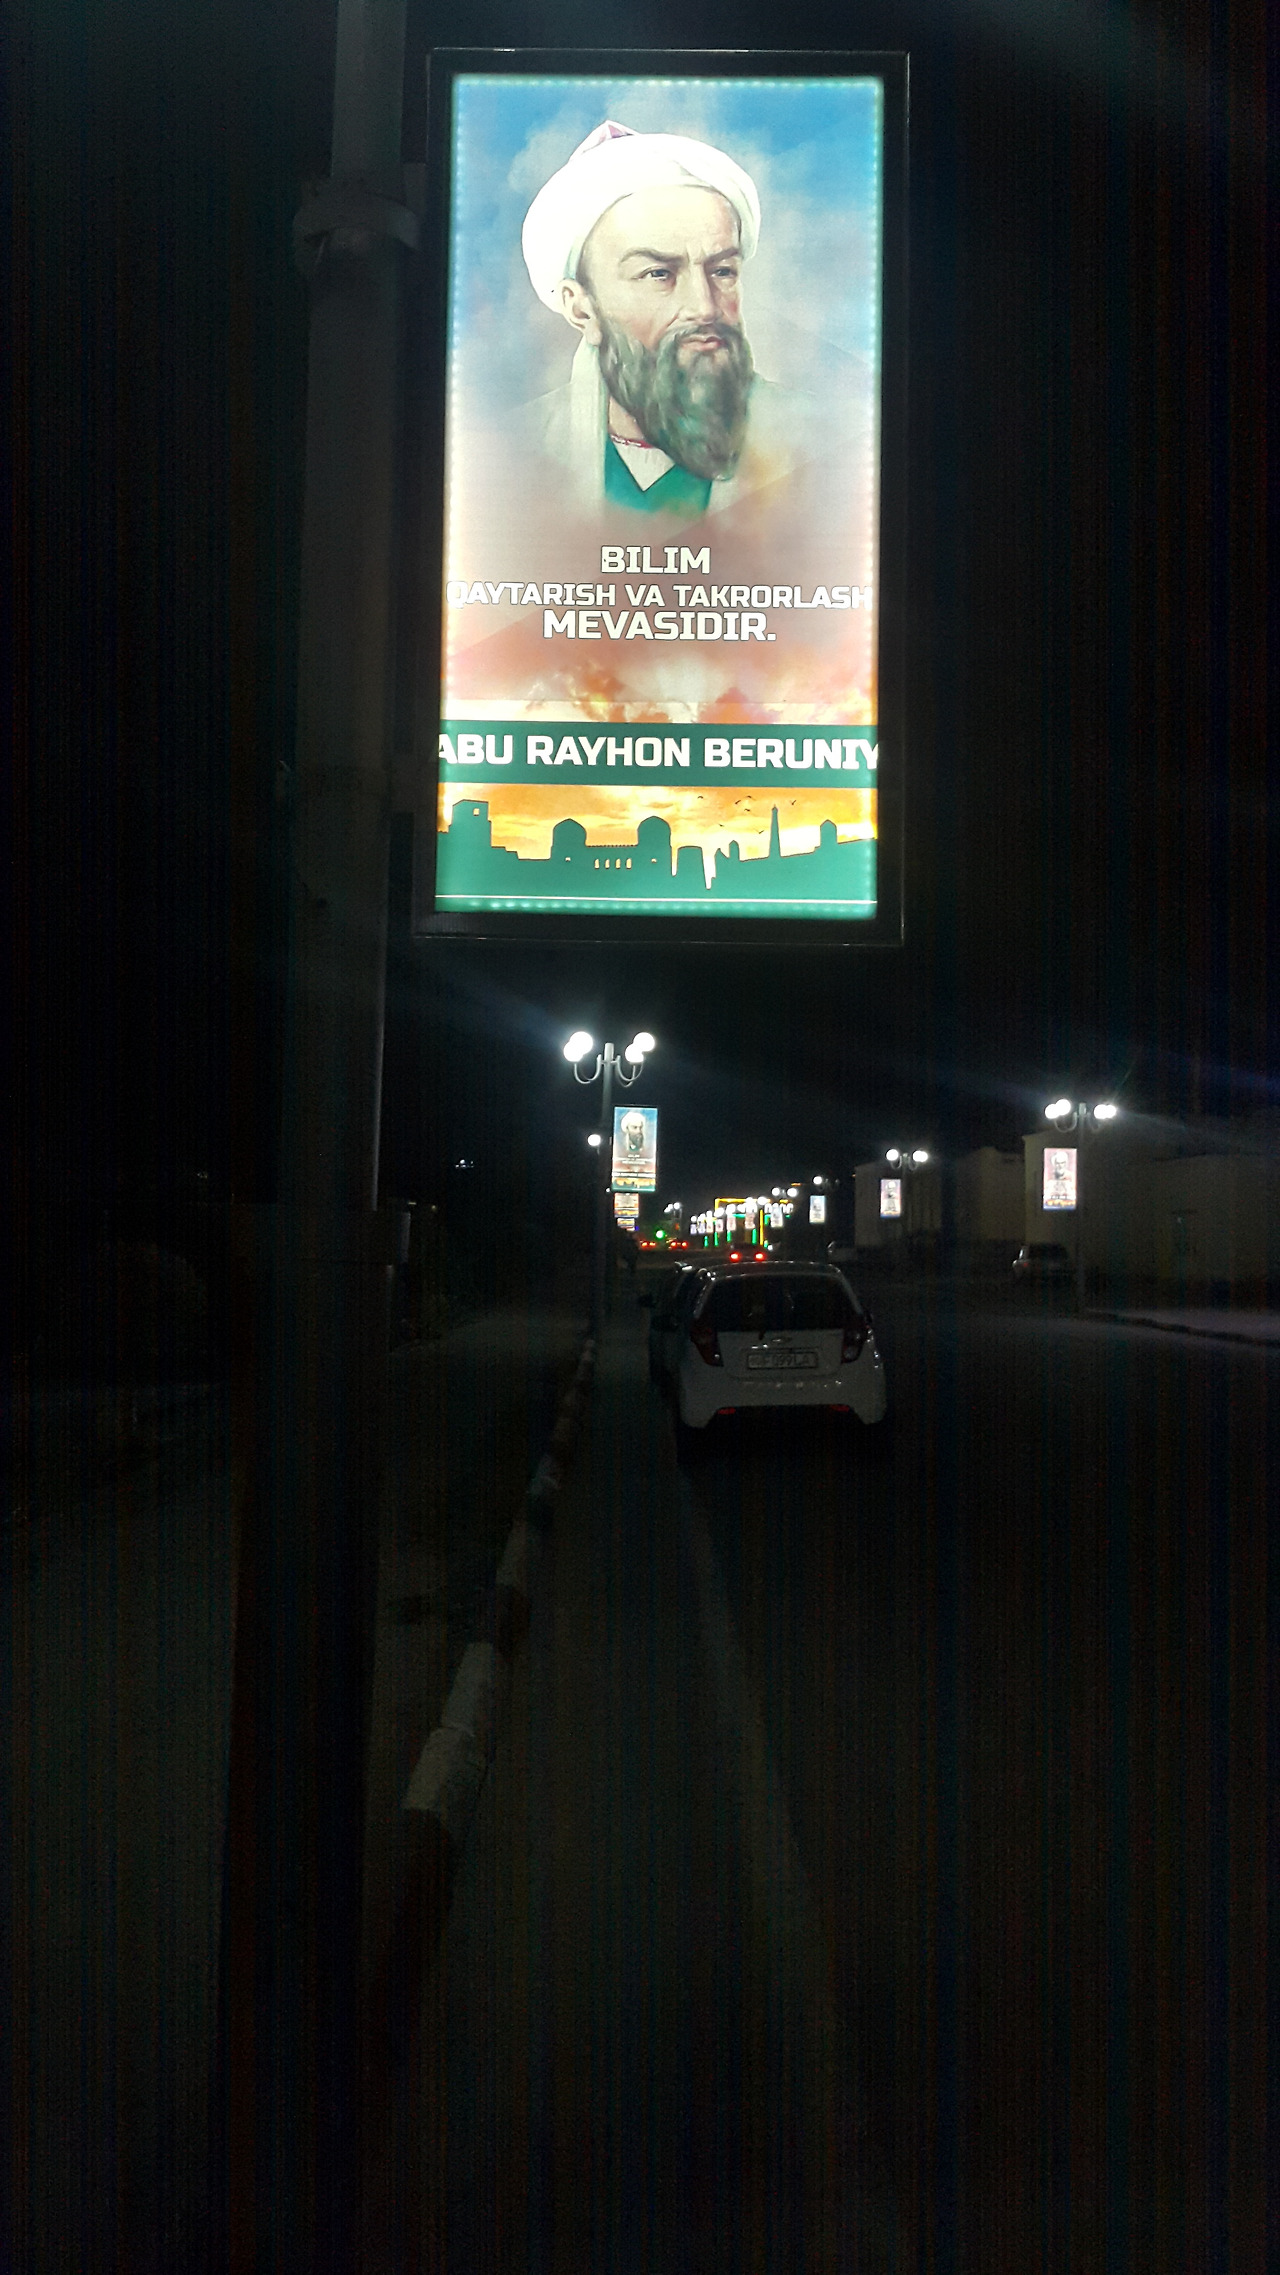 BILIM
QAYTARISH VA TAKRORLASH
MEVASIDIR.
ABU RAYHON BERUNIY